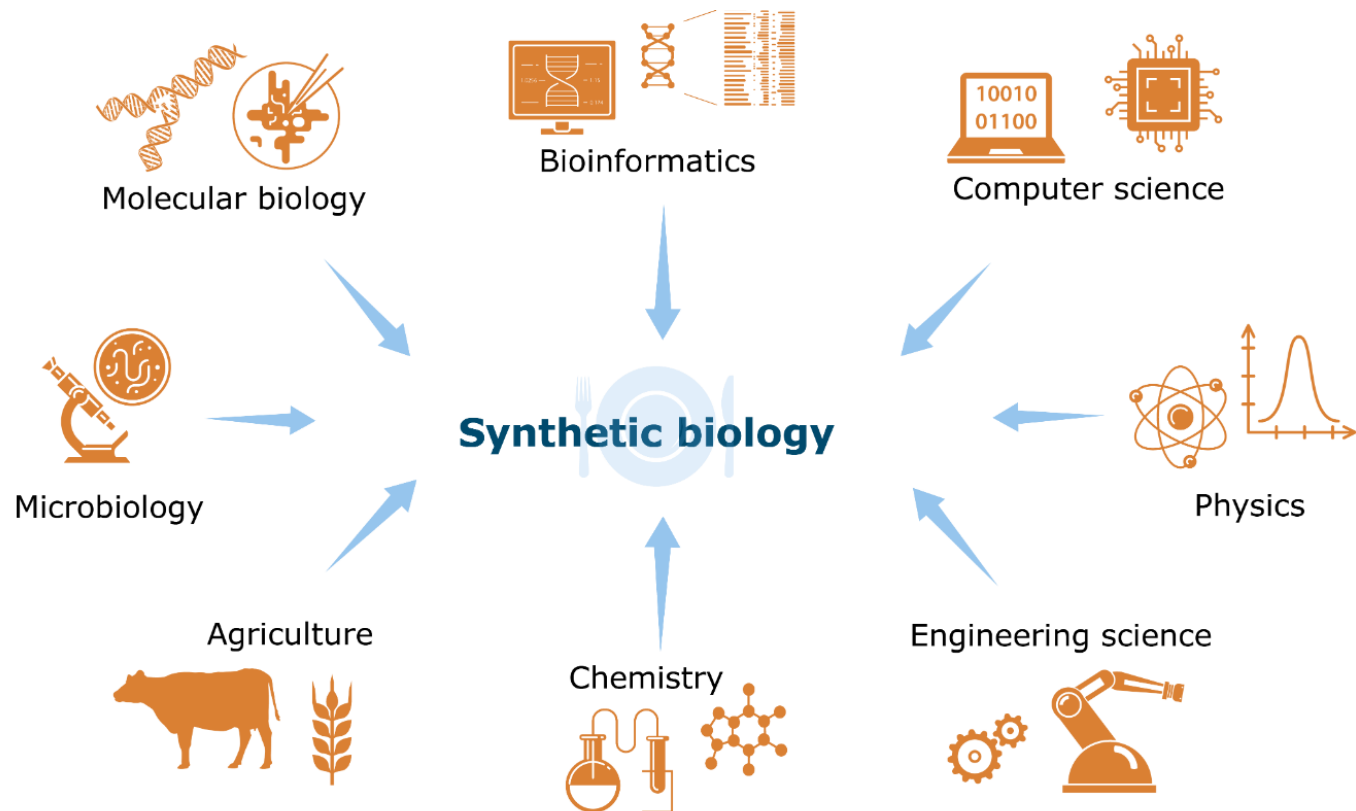 Molecular biology
Bioinformatics
10010
01100
Computer science
Microbiology
Synthetic biology
Physics
Agriculture
Chemistry
Engineering science